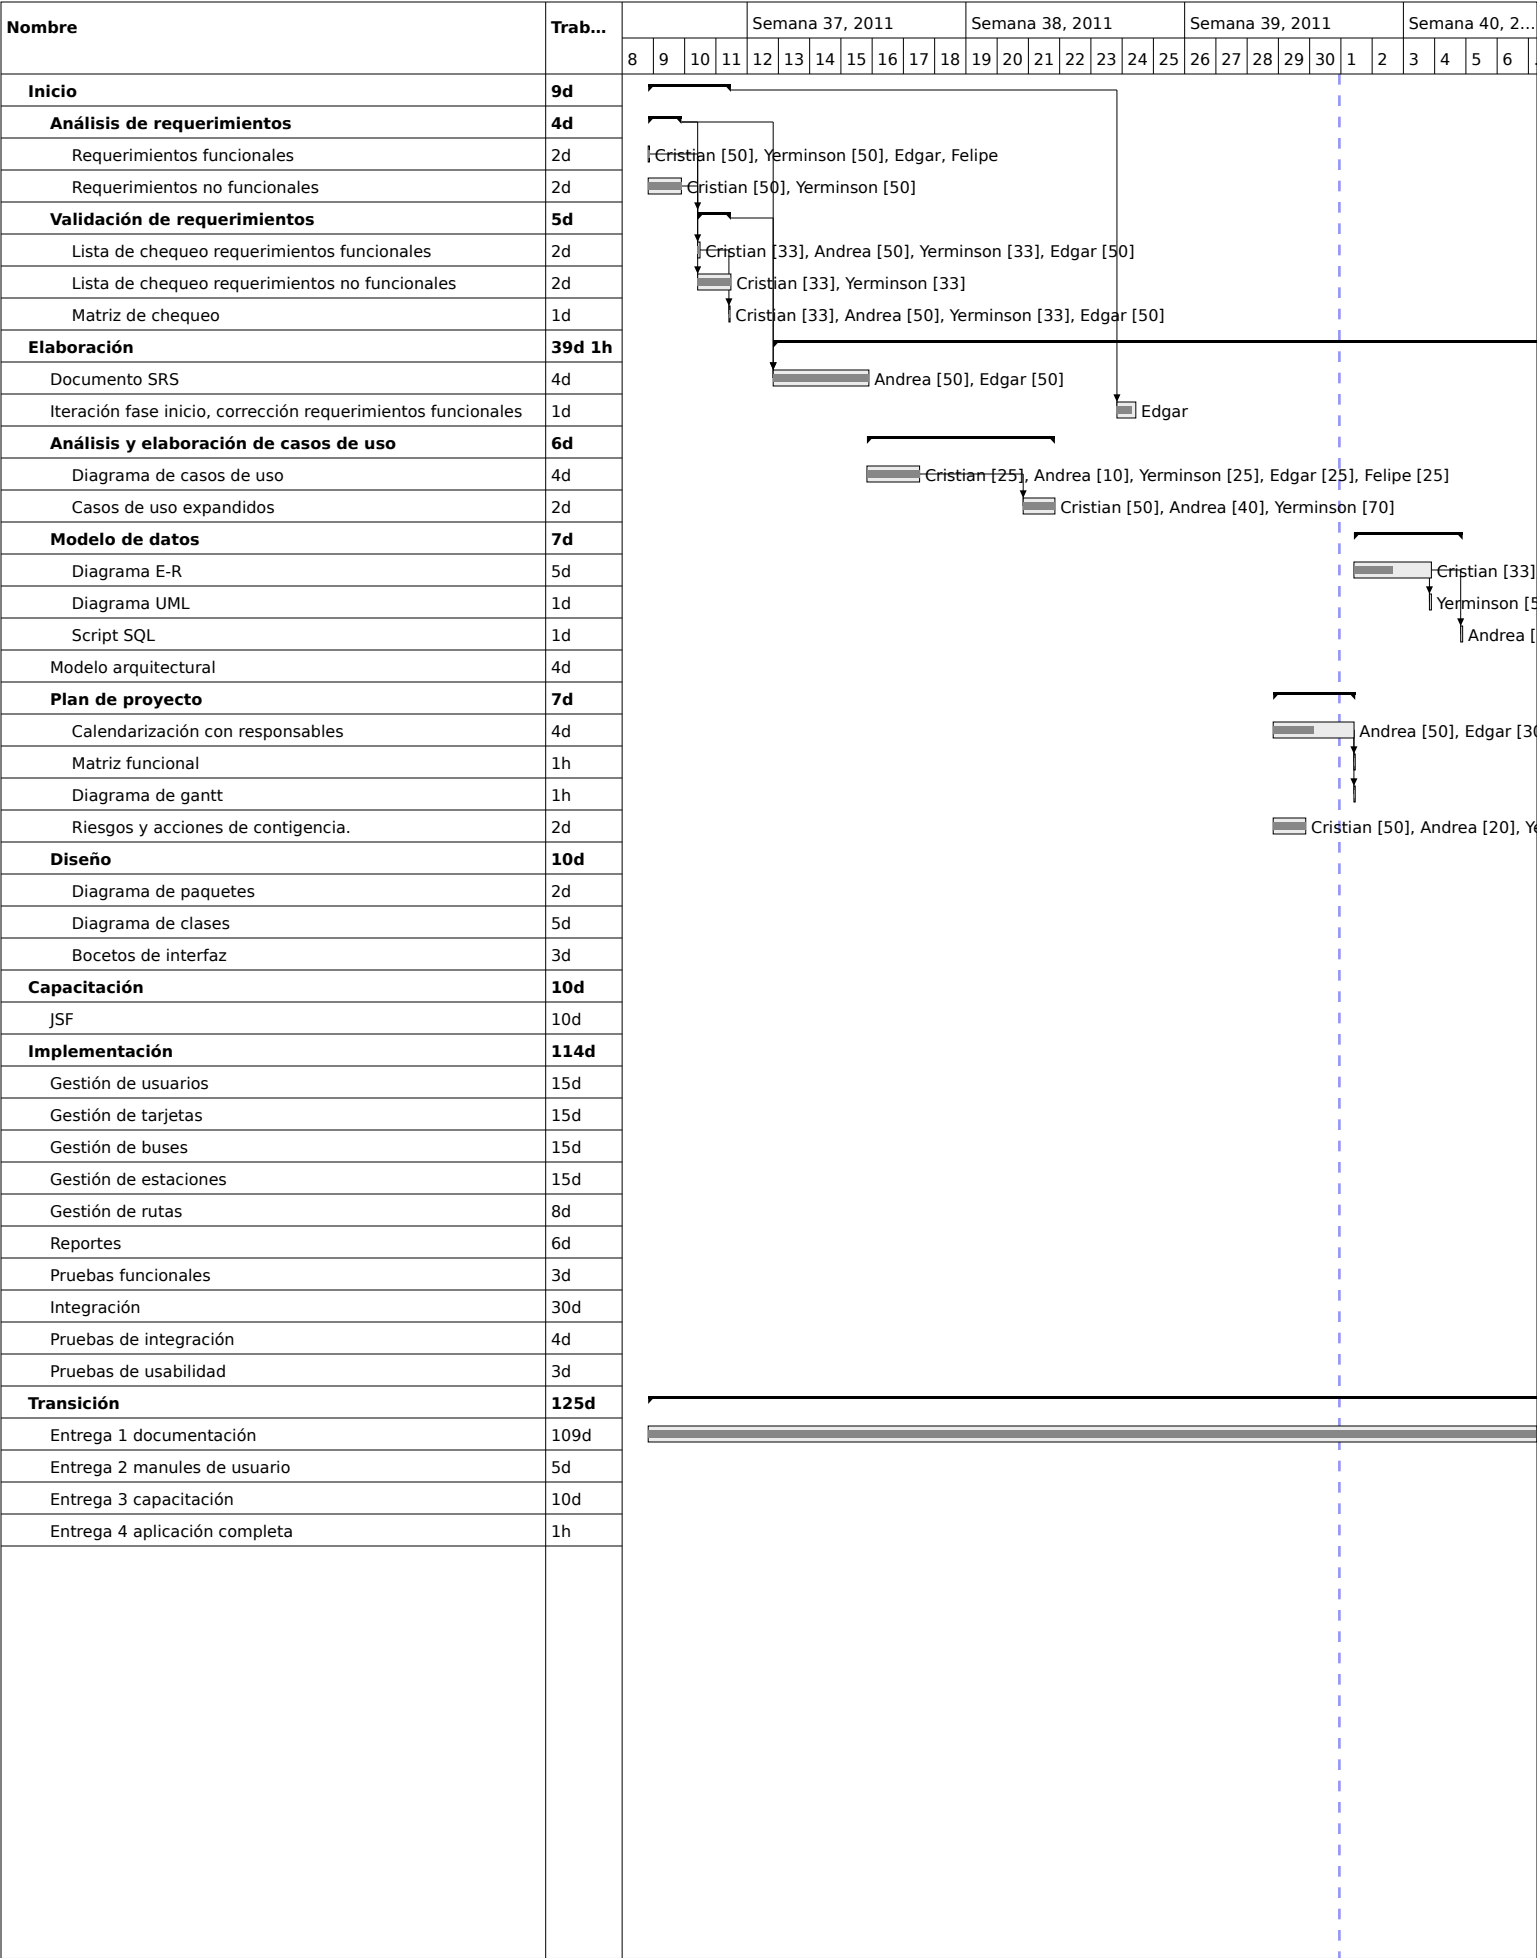 Nombre Trab... Semana 37, 2011 Semana 38, 2011 Semana 39, 2011 Semana 40, 2...
8 9 10 11 12 13 14 15 16 17 18 19 20 21 22 23 24 25 26 27 28 29 30 1 2 3 4 5 6
Inicio 9d
Análisis de requerimientos 4d
Requerimientos funcionales 2d Cristian [50], Yerminson [50], Edgar, Felipe
Requerimientos no funcionales 2d Cristian [50], Yerminson [50]
Validación de requerimientos 5d
Lista de chequeo requerimientos funcionales 2d Cristian [33], Andrea [50], Yerminson [33], Edgar [50]
Lista de chequeo requerimientos no funcionales 2d Cristian [33], Yerminson [33]
Matriz de chequeo 1d Cristian [33], Andrea [50], Yerminson [33], Edgar [50]
Elaboración 39d 1h
Documento SRS 4d Andrea [50], Edgar [50]
Iteración fase inicio, corrección requerimientos funcionales 1d Edgar
Análisis y elaboración de casos de uso 6d
Diagrama de casos de uso 4d Cristian [25], Andrea [10], Yerminson [25], Edgar [25], Felipe [25]
Casos de uso expandidos 2d Cristian [50], Andrea [40], Yerminson [70]
Modelo de datos 7d
Diagrama E-R 5d Cristian [33]
Diagrama UML 1d Yerminson [5
Script SQL 1d Andrea [
Modelo arquitectural 4d
Plan de proyecto 7d
Calendarización con responsables 4d Andrea [50], Edgar [30
Matriz funcional 1h
Diagrama de gantt 1h
Riesgos y acciones de contigencia. 2d Cristian [50], Andrea [20], Ye
Diseño 10d
Diagrama de paquetes 2d
Diagrama de clases 5d
Bocetos de interfaz 3d
Capacitación 10d
JSF 10d
Implementación 114d
Gestión de usuarios 15d
Gestión de tarjetas 15d
Gestión de buses 15d
Gestión de estaciones 15d
Gestión de rutas 8d
Reportes 6d
Pruebas funcionales 3d
Integración 30d
Pruebas de integración 4d
Pruebas de usabilidad 3d
Transición 125d
Entrega 1 documentación 109d
Entrega 2 manules de usuario 5d
Entrega 3 capacitación 10d
Entrega 4 aplicación completa 1h